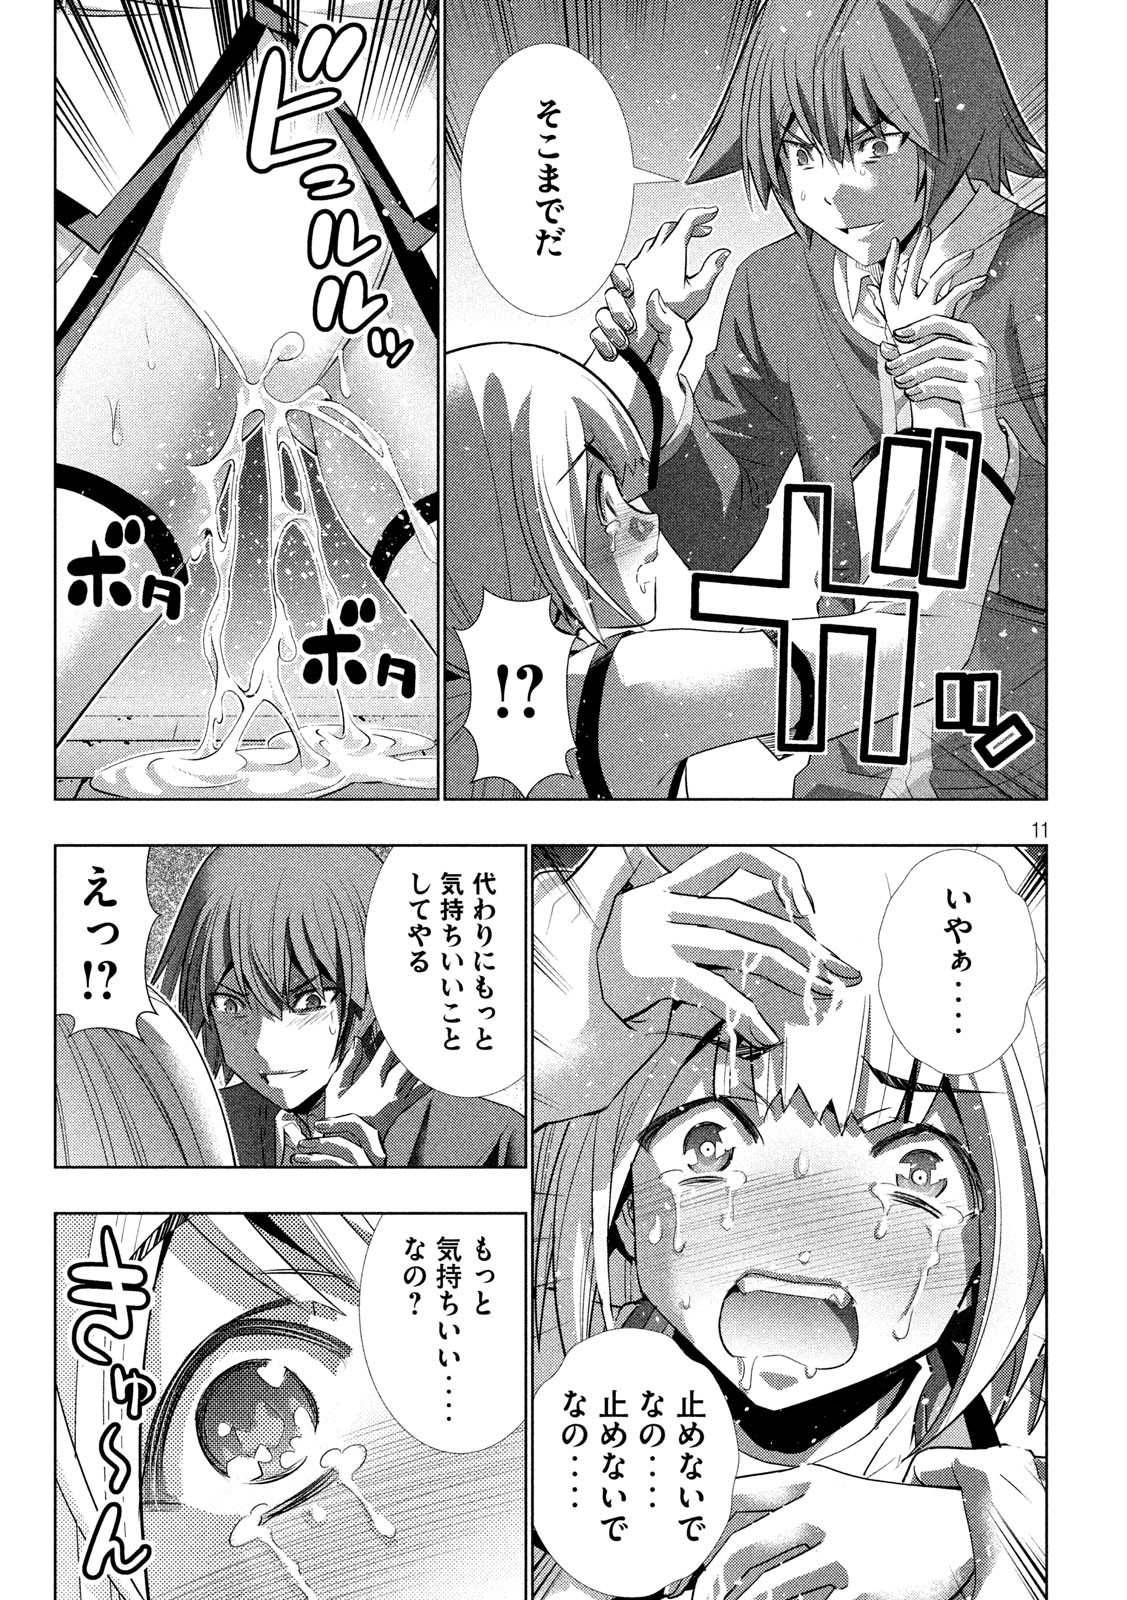 そこまでだ
ガガッ
!?
ビュルルルッ
ボタ
ボタ
11
いやぁ‥‥
止めないで
なの‥‥
止めないで
なの‥‥
代わりにもっと
気持ちいいこと
してやる
えっ!?
もっと
気持ちいい‥‥
なの?
きゅ〜ん